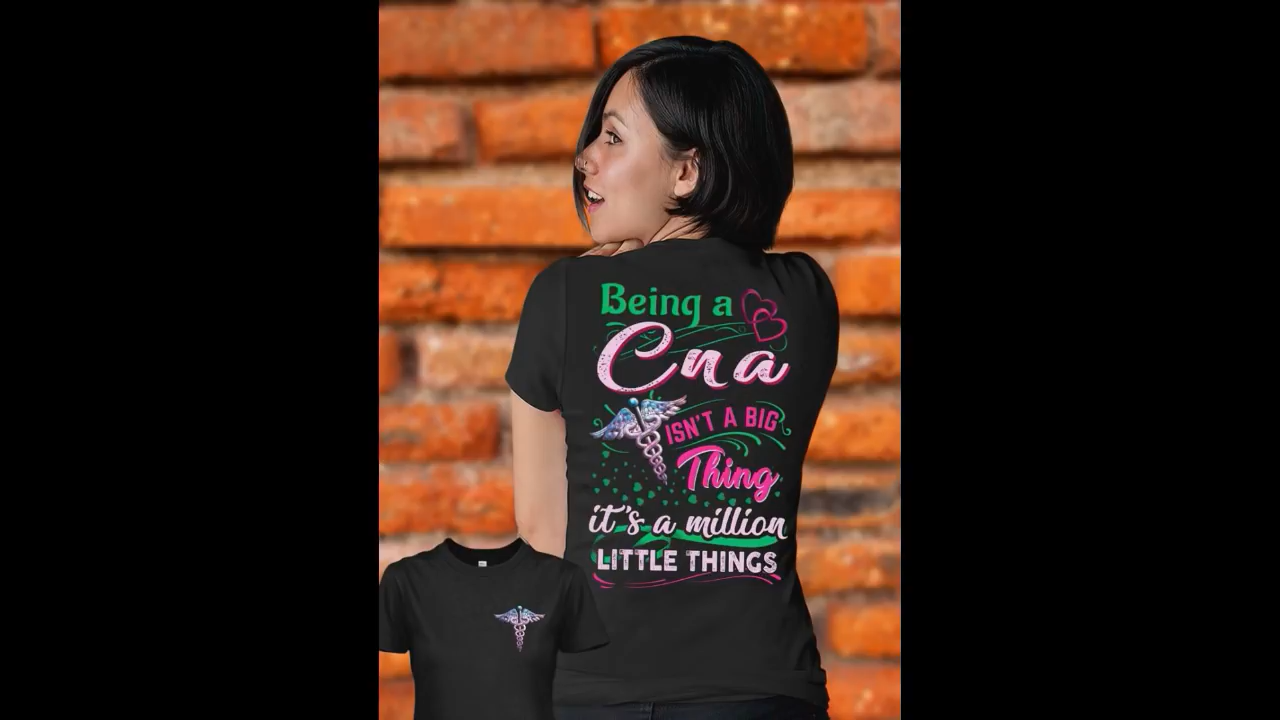 Being a
Cna
ISN'T A BIG
Thing
it's a million
LITTLE THINGS